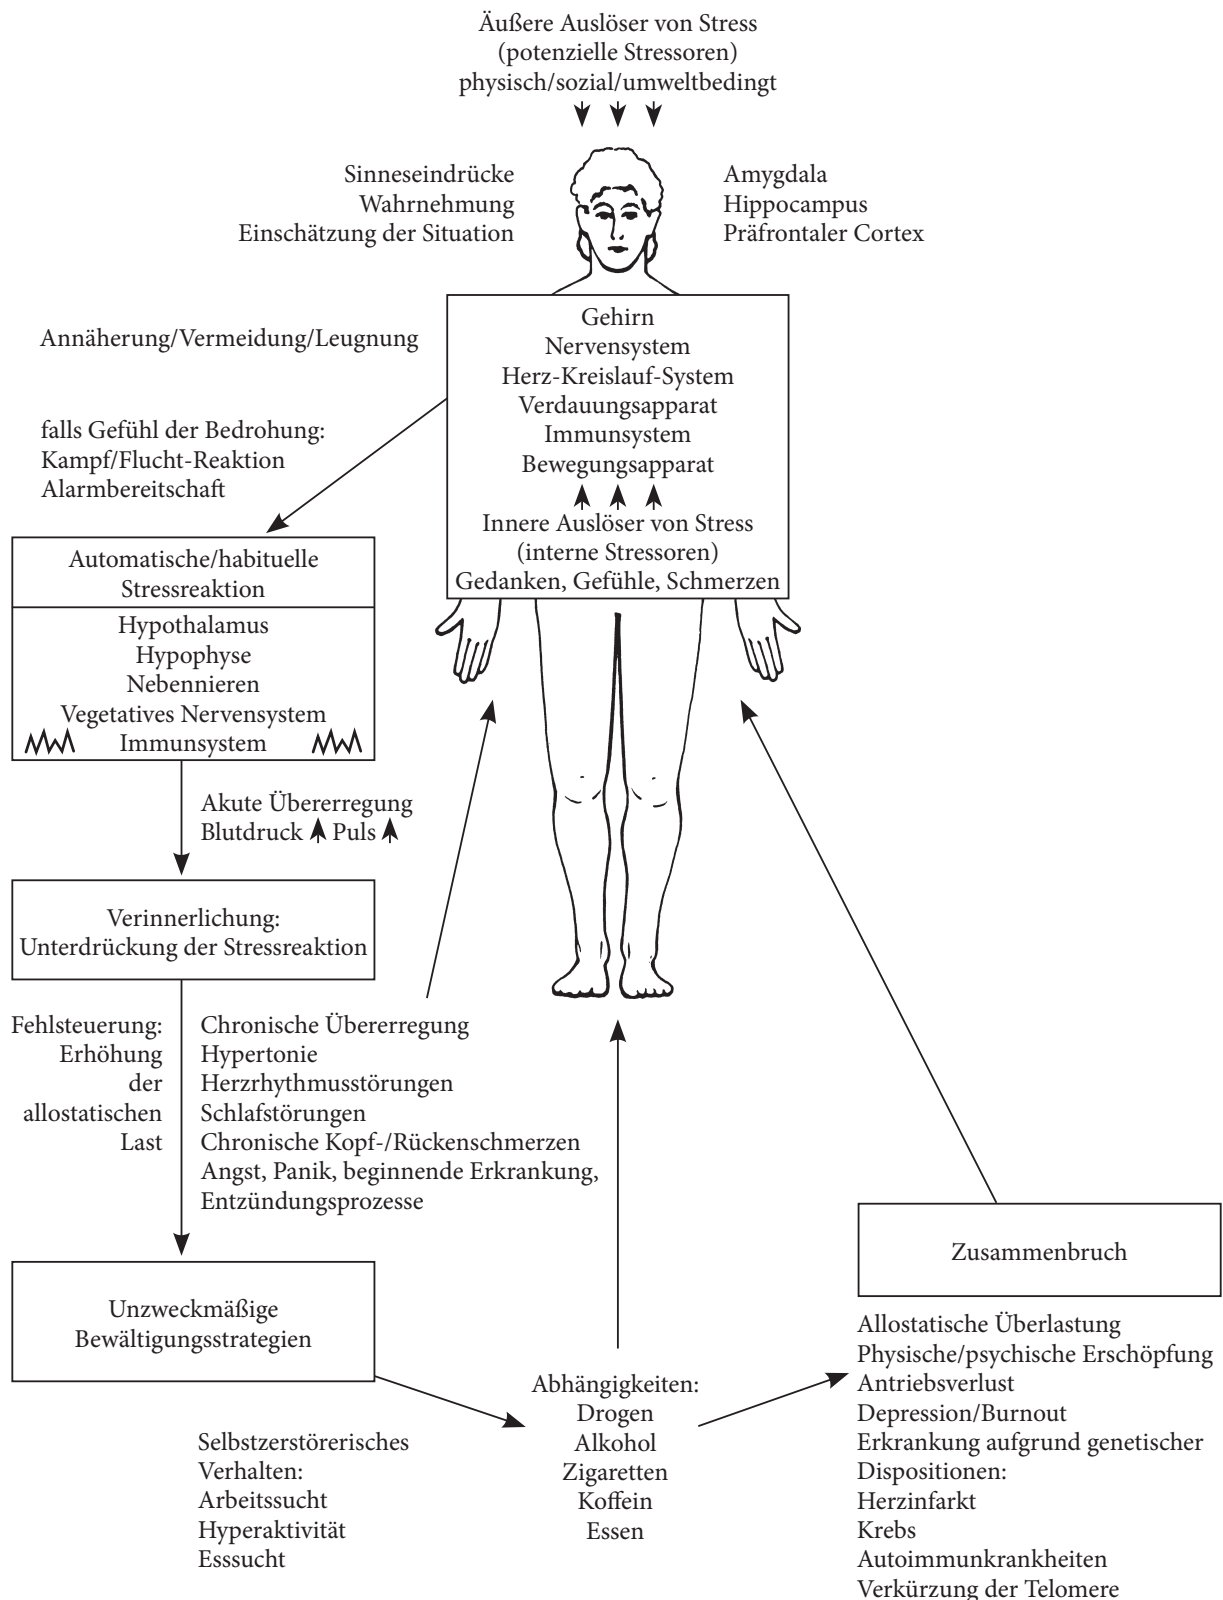 Äußere Auslöser von Stress
(potenzielle Stressoren)
physisch/sozial/umweltbedingt
Sinneseindrücke
Wahrnehmung
Einschätzung der Situation
Amygdala
Hippocampus
Präfrontaler Cortex
Gehirn
Nervensystem
Herz-Kreislauf-System
Verdauungsapparat
Immunsystem
Bewegungsapparat
Innere Auslöser von Stress
(interne Stressoren)
Gedanken, Gefühle, Schmerzen
Annäherung/Vermeidung/Leugnung
falls Gefühl der Bedrohung:
Kampf/Flucht-Reaktion
Alarmbereitschaft
Automatische/habituelle
Stressreaktion
Hypothalamus
Hypophyse
Nebennieren
Vegetatives Nervensystem
Immunsystem
Akute Übererregung
Blutdruck Puls
Verinnerlichung:
Unterdrückung der Stressreaktion
Fehlsteuerung:
Erhöhung
der
allostatischen
Last
Chronische Übererregung
Hypertonie
Herzrhythmusstörungen
Schlafstörungen
Chronische Kopf-/Rückenschmerzen
Angst, Panik, beginnende Erkrankung,
Entzündungsprozesse
Unzweckmäßige
Bewältigungsstrategien
Selbstzerstörerisches
Verhalten:
Arbeitssucht
Hyperaktivität
Esssucht
Abhängigkeiten:
Drogen
Alkohol
Zigaretten
Koffein
Essen
Zusammenbruch
Allostatische Überlastung
Physische/psychische Erschöpfung
Antriebsverlust
Depression/Burnout
Erkrankung aufgrund genetischer
Dispositionen:
Herzinfarkt
Krebs
Autoimmunkrankheiten
Verkürzung der Telomere